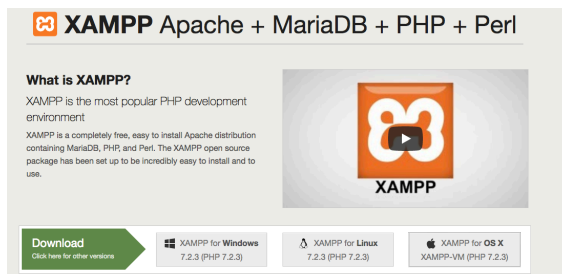 XAMPP Apache + MariaDB + PHP + Perl
What is XAMPP?
XAMPP is the most popular PHP development
environment
XAMPP is a completely free, easy to install Apache distribution
containing MariaDB, PHP, and Perl. The XAMPP open source
package has been set up to be incredibly easy to install and to
use.
XAMPP
Download
Click here for other versions
XAMPP for Windows
7.2.3 (PHP 7.2.3)
XAMPP for Linux
7.2.3 (PHP 7.2.3)
XAMPP for OS X
XAMPP-VM (PHP 7.2.3)